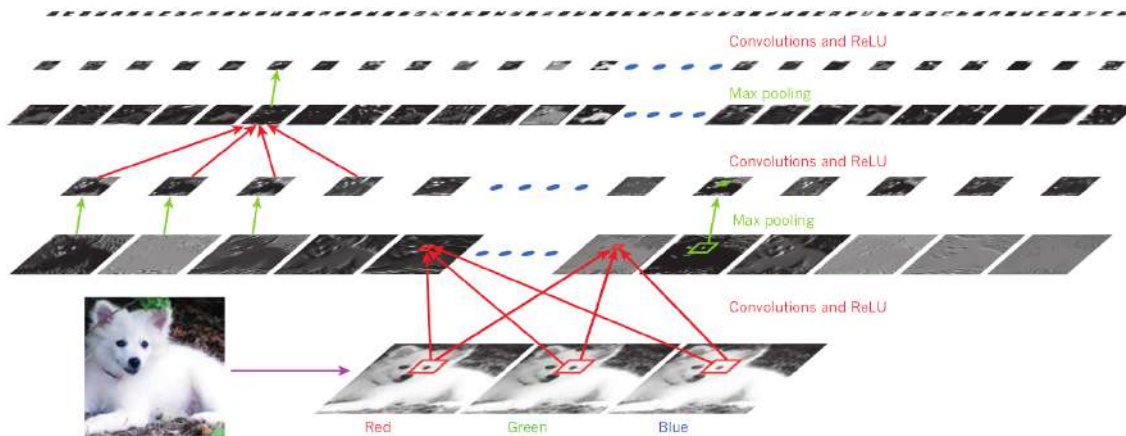 Convolutions and ReLU
Max pooling
Convolutions and ReLU
Max pooling
Convolutions and ReLU
Red Green Blue